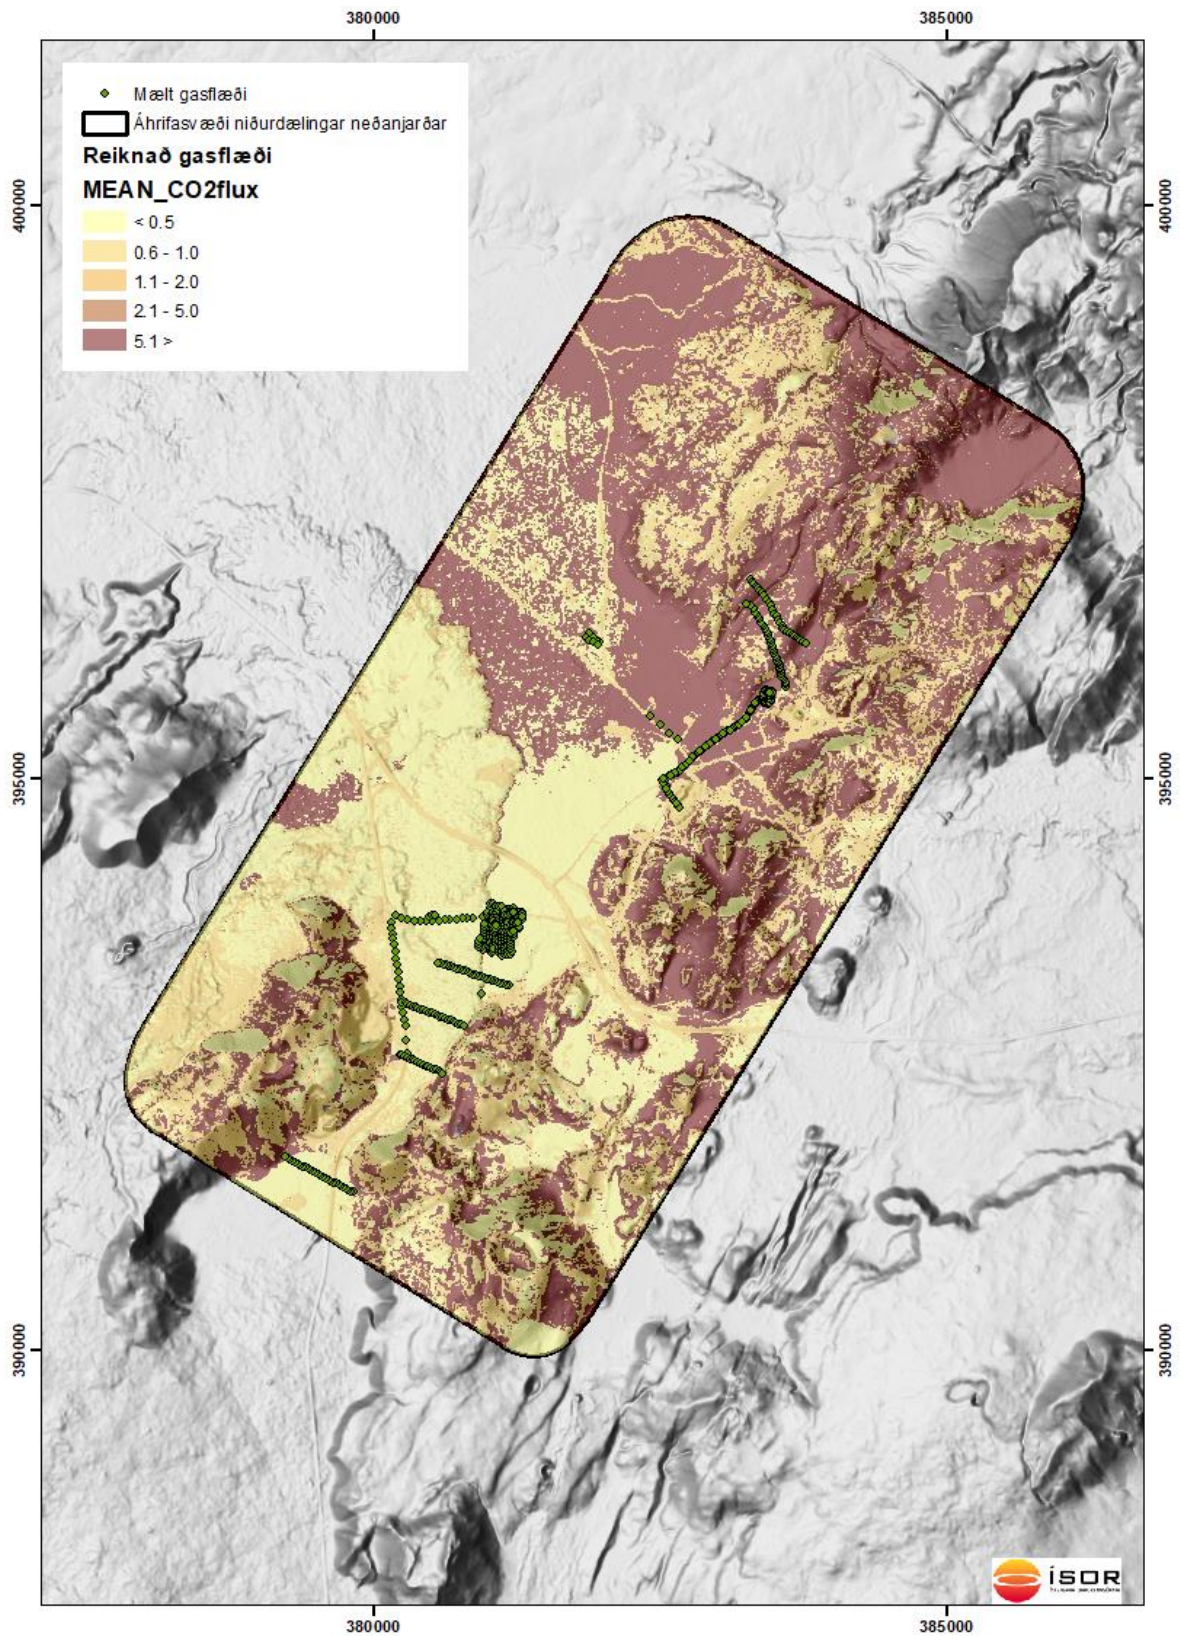 380000
385000
Mælt gasflæði
Áhrifasvæði niðurdælingar neðanjarðar
Reiknað gasflæði
MEAN_CO2flux
< 0.5
0.6 - 1.0
1.1 - 2.0
2.1 - 5.0
5.1 >
400000
400000
395000
395000
390000
390000
ÍSOR
380000
385000